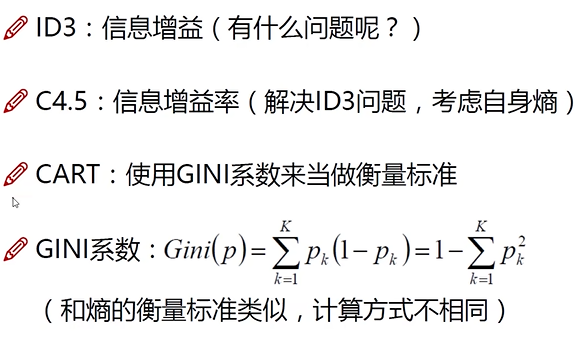 ID3：信息增益（有什么问题呢？）
C4.5：信息增益率（解决ID3问题，考虑自身熵）
CART：使用GINI系数来当做衡量标准
GINI系数：Gini(p)=∑_{k=1}^{K} p_k(1−p_k)=1−∑_{k=1}^{K} p_k^2
（和熵的衡量标准类似，计算方式不相同）